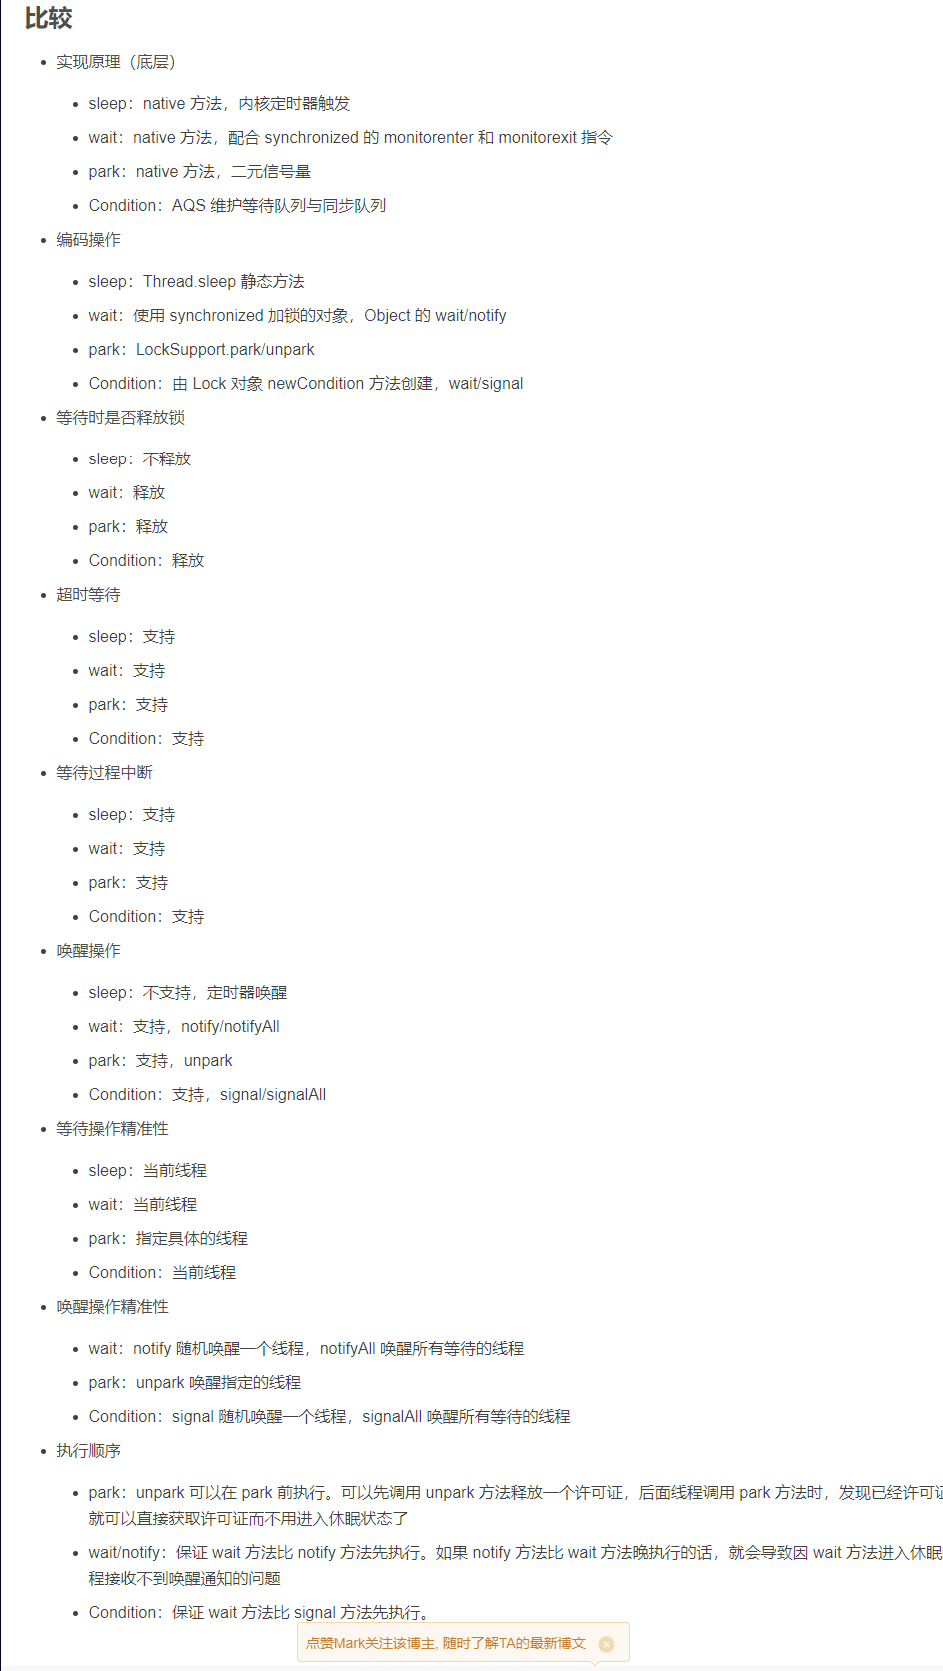 比较
实现原理（底层）
sleep：native 方法，内核定时器触发
wait：native 方法，配合 synchronized 的 monitorenter 和 monitorexit 指令
park：native 方法，二元信号量
Condition：AQS 维护等待队列与同步队列
编码操作
sleep：Thread.sleep 静态方法
wait：使用 synchronized 加锁的对象，Object 的 wait/notify
park：LockSupport.park/unpark
Condition：由 Lock 对象 newCondition 方法创建，wait/signal
等待时是否释放锁
sleep：不释放
wait：释放
park：释放
Condition：释放
超时等待
sleep：支持
wait：支持
park：支持
Condition：支持
等待过程中断
sleep：支持
wait：支持
park：支持
Condition：支持
唤醒操作
sleep：不支持，定时器唤醒
wait：支持，notify/notifyAll
park：支持，unpark
Condition：支持，signal/signalAll
等待操作精准性
sleep：当前线程
wait：当前线程
park：指定具体的线程
Condition：当前线程
唤醒操作精准性
wait：notify 随机唤醒一个线程，notifyAll 唤醒所有等待的线程
park：unpark 唤醒指定的线程
Condition：signal 随机唤醒一个线程，signalAll 唤醒所有等待的线程
执行顺序
park：unpark 可以在 park 前执行。可以先调用 unpark 方法释放一个许可证，后面线程调用 park 方法时，发现已经许可证
就可以直接获取许可证而不用进入休眠状态了
wait/notify：保证 wait 方法比 notify 方法先执行。如果 notify 方法比 wait 方法晚执行的话，就会导致因 wait 方法进入休眠
程接收不到唤醒通知的问题
Condition：保证 wait 方法比 signal 方法先执行。
点赞Mark关注该博主, 随时了解TA的最新博文